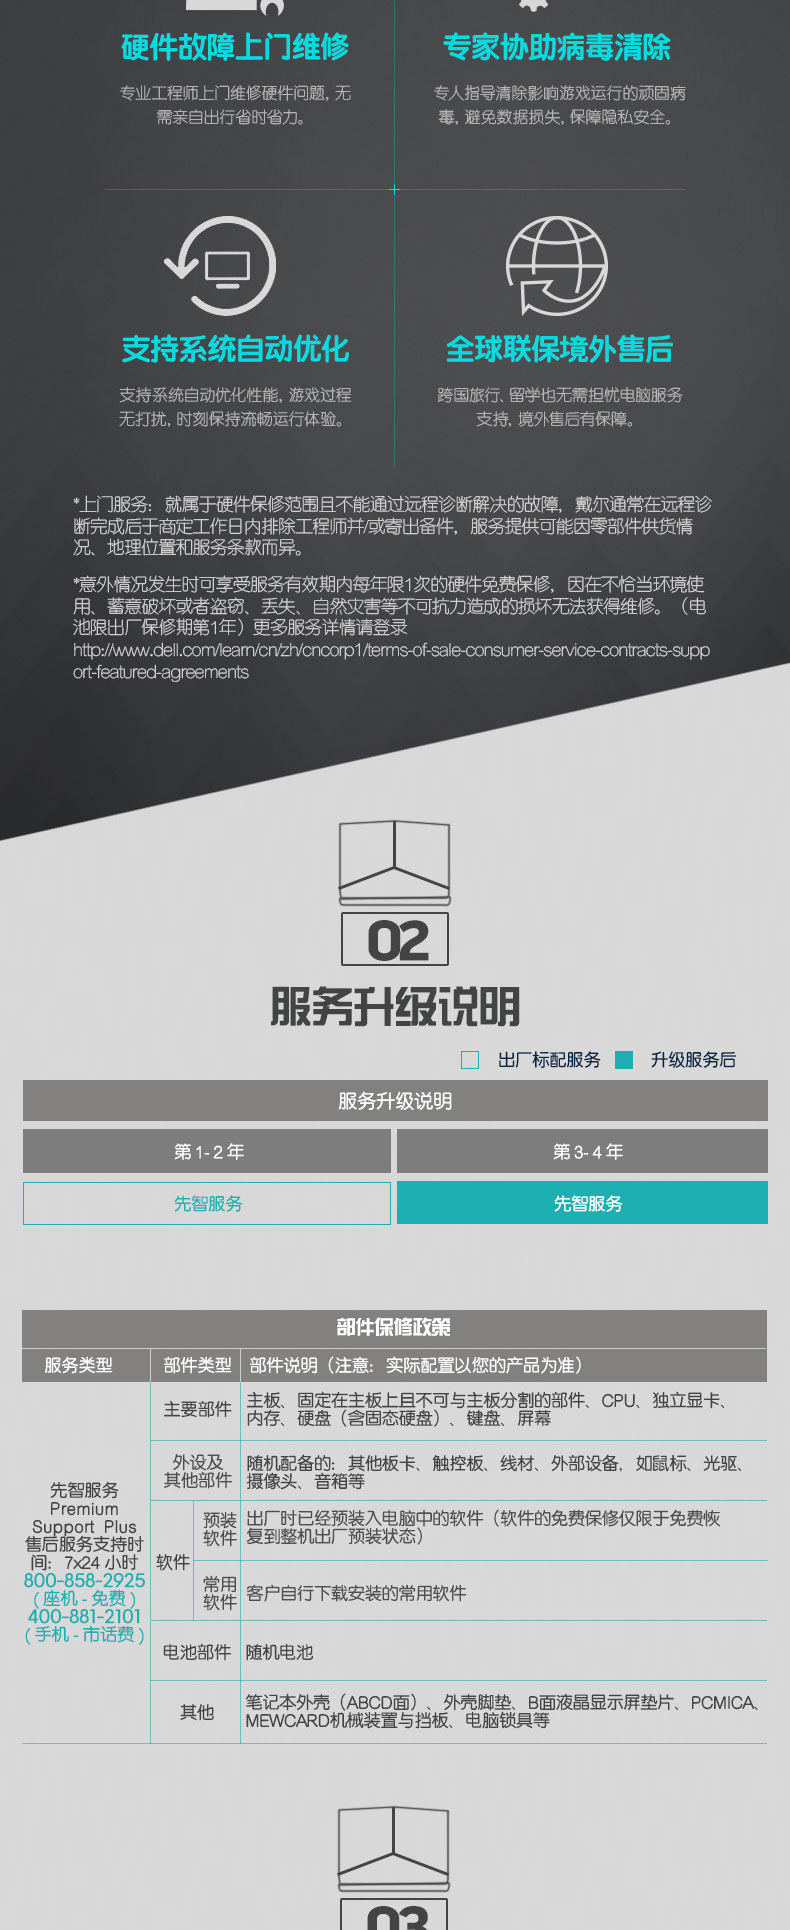 硬件故障上门维修
专业工程师上门维修硬件问题, 无
需亲自出行省时省力。
专家协助病毒清除
专人指导清除影响游戏运行的顽固病
毒, 避免数据损失, 保障隐私安全。
支持系统自动优化
支持系统自动优化性能, 游戏过程
无打扰, 时刻保持流畅运行体验。
全球联保境外售后
跨国旅行、留学也无需担忧电脑服务
支持, 境外售后有保障。
*上门服务：就属于硬件保修范围且不能通过远程诊断解决的故障，戴尔通常在远程诊
断完成后于商定工作日内排除工程师并/或寄出备件，服务提供可能因零部件供货情
况、地理位置和服务条款而异。
*意外情况发生时可享受服务有效期内每年限1次的硬件免费保修，因在不恰当环境使
用、蓄意破坏或者盗窃、丢失、自然灾害等不可抗力造成的损坏无法获得维修。（电
池限出厂保修期第1年）更多服务详情请登录
http://www.dell.com/learn/cn/zh/cncorp1/terms-of-sale-consumer-service-contracts-supp
ort-featured-agreements
02
服务升级说明
出厂标配服务 升级服务后
服务升级说明
第 1- 2 年 第 3- 4 年
先智服务 先智服务
部件保修政策
服务类型 部件类型 部件说明（注意：实际配置以您的产品为准）
先智服务
Premium
Support Plus
售后服务支持时
间：7x24 小时
800-858-2925
( 座机 - 免费 )
400-881-2101
( 手机 - 市话费 )
主要部件
主板、固定在主板上且不可与主板分割的部件、CPU、独立显卡、
内存、硬盘（含固态硬盘）、键盘、屏幕
外设及
其他部件
随机配备的：其他板卡、触控板、线材、外部设备，如鼠标、光驱、
摄像头、音箱等
软件
预装
软件
出厂时已经预装入电脑中的软件（软件的免费保修仅限于免费恢
复到整机出厂预装状态）
常用
软件
客户自行下载安装的常用软件
电池部件 随机电池
其他
笔记本外壳（ABCD面）、外壳脚垫、B面液晶显示屏垫片、PCMICA、
MEWCARD机械装置与挡板、电脑锁具等
03